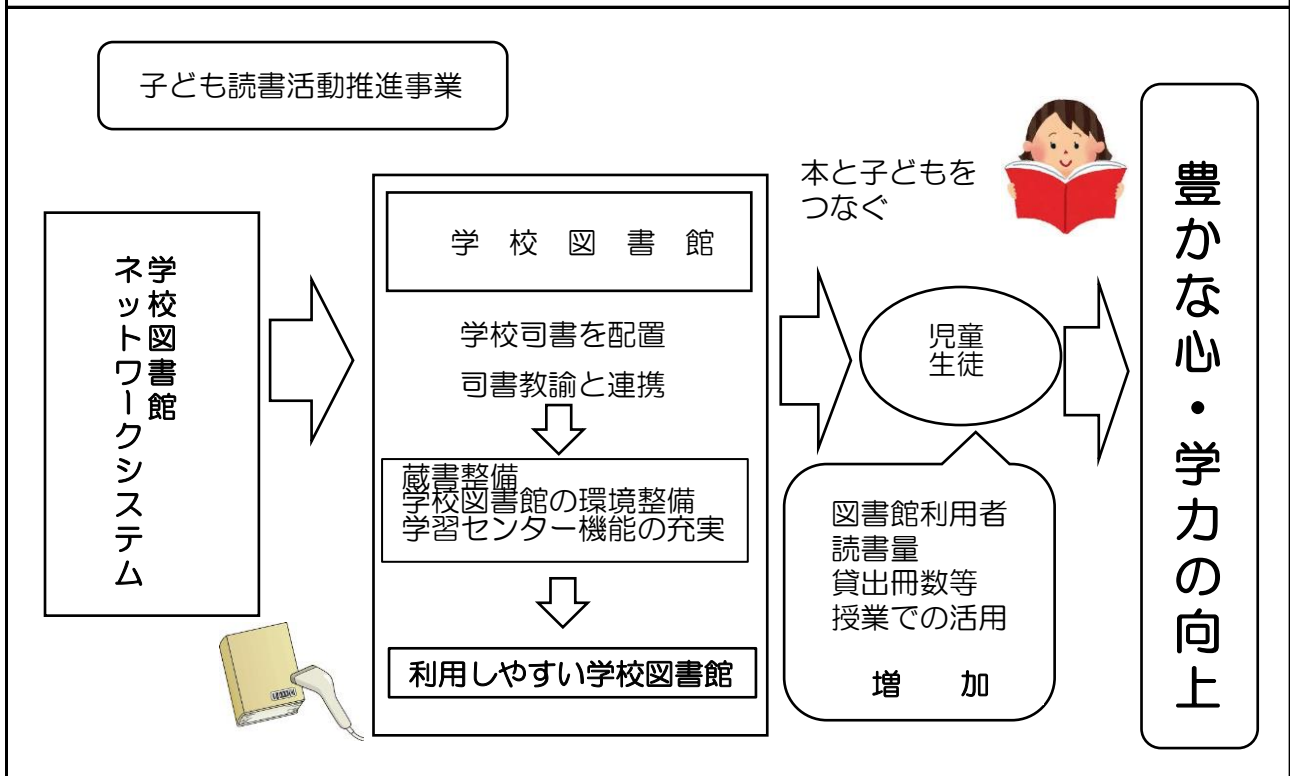 子ども読書活動推進事業
学校図書館
ネットワークシステム
学 校 図 書 館
学校司書を配置
司書教諭と連携
蔵書整備
学校図書館の環境整備
学習センター機能の充実
利用しやすい学校図書館
本と子どもを
つなぐ
児童
生徒
図書館利用者
読書量
貸出冊数等
授業での活用
増 加
豊かな心・学力の向上